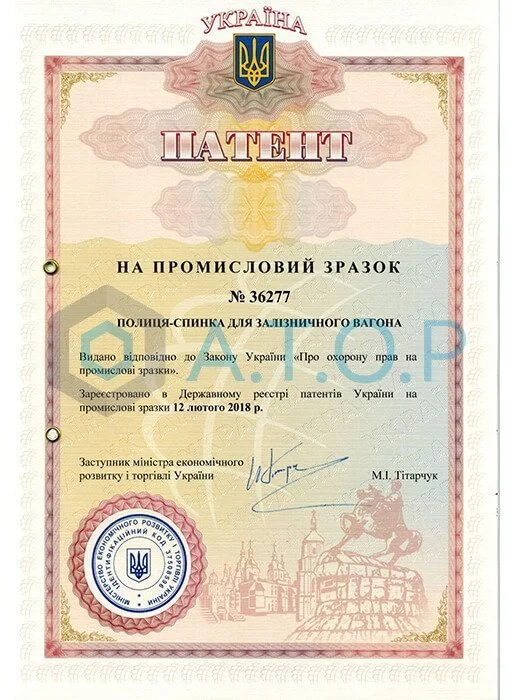 УКРАЇНА
ПАТЕНТ
НА ПРОМИСЛОВИЙ ЗРАЗОК
№ 36277
ПОЛИЦЯ-СПИНКА ДЛЯ ЗАЛІЗНИЧНОГО ВАГОНА
Видано відповідно до Закону України «Про охорону прав на
промислові зразки».
A.T.O.P
Зареєстровано в Державному реєстрі патентів України на
промислові зразки 12 лютого 2018 р.
Заступник міністра економічного
розвитку і торгівлі України
М.І. Тітарчук
МІНІСТЕРСТВО ЕКОНОМІЧНОГО РОЗВИТКУ І ТОРГІВЛІ УКРАЇНИ
ІДЕНТИФІКАЦІЙНИЙ КОД 37508596